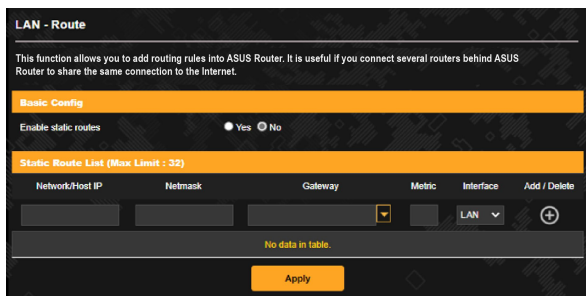 LAN - Route
This function allows you to add routing rules into ASUS Router. It is useful if you connect several routers behind ASUS
Router to share the same connection to the Internet.
Basic Config
Enable static routes Yes No
Static Route List (Max Limit : 32)
Network/Host IP Netmask Gateway Metric Interface Add / Delete
LAN
No data in table.
Apply